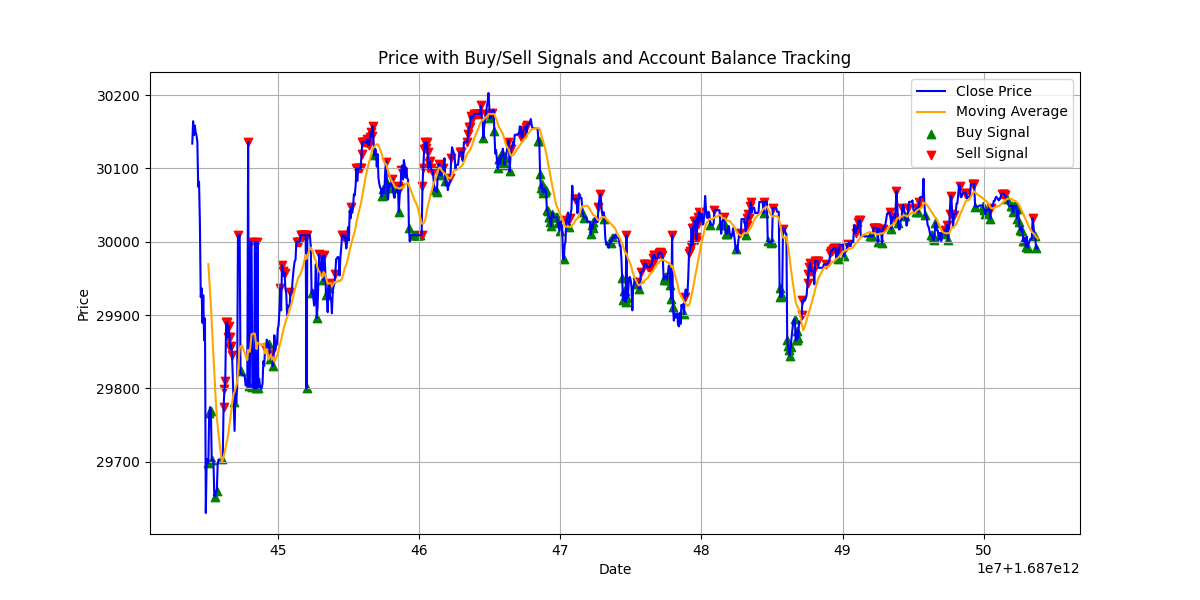 Price with Buy/Sell Signals and Account Balance Tracking
Close Price
Moving Average
Buy Signal
Sell Signal
30200
30100
30000
29900
29800
29700
Price
45 46 47 48 49 50
1e7+1.687e12
Date